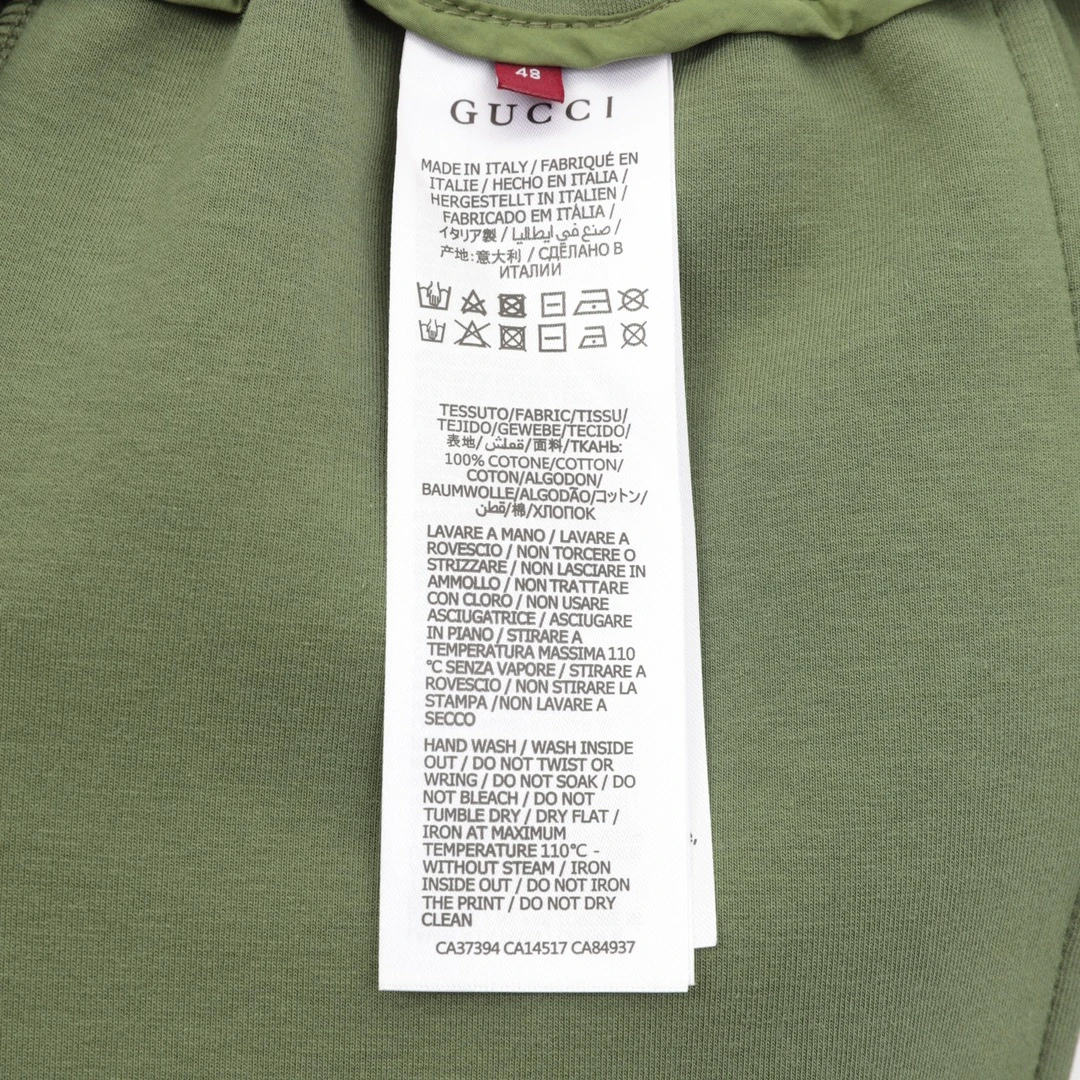 48
GUCCI
MADE IN ITALY / FABRIQUÉ EN
ITALIE / HECHO EN ITALIA /
HERGESTELLT IN ITALIEN /
FABRICADO EM ITÁLIA /
イタリア製 / صنع في ايطاليا /
产地:意大利 / СДЕЛАНО В
ИТАЛИИ
TESSUTO/FABRIC/TISSU/
TEJIDO/GEWEBE/TECIDO/
表地/قملش/面料/ТКАНЬ:
100% COTONE/COTTON/
COTON/ALGODON/
BAUMWOLLE/ALGODÃO/コットン/
قطن/棉/ХЛОПОК
LAVARE A MANO / LAVARE A
ROVESCIO / NON TORCERE O
STRIZZARE / NON LASCIARE IN
AMMOLLO / NON TRATTARE
CON CLORO / NON USARE
ASCIUGATRICE / ASCIUGARE
IN PIANO / STIRARE A
TEMPERATURA MASSIMA 110
°C SENZA VAPORE / STIRARE A
ROVESCIO / NON STIRARE LA
STAMPA /NON LAVARE A
SECCO
HAND WASH / WASH INSIDE
OUT / DO NOT TWIST OR
WRING / DO NOT SOAK / DO
NOT BLEACH / DO NOT
TUMBLE DRY / DRY FLAT /
IRON AT MAXIMUM
TEMPERATURE 110°C -
WITHOUT STEAM / IRON
INSIDE OUT / DO NOT IRON
THE PRINT / DO NOT DRY
CLEAN
CA37394 CA14517 CA84937